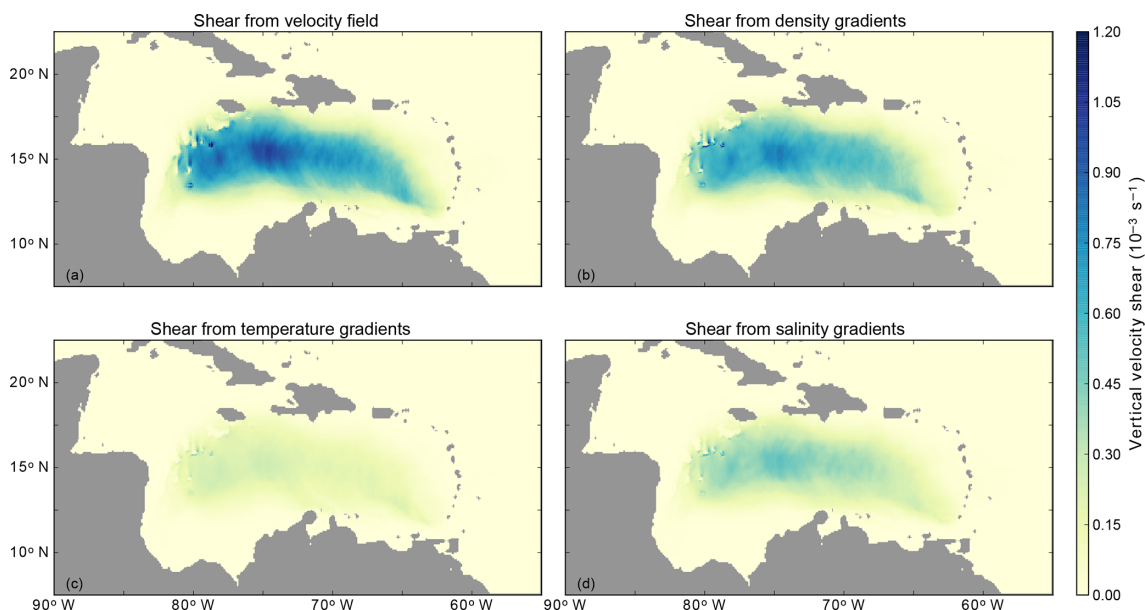 Shear from velocity field
Shear from density gradients
20° N
15° N
10° N
(a)
(b)
Shear from temperature gradients
Shear from salinity gradients
20° N
15° N
10° N
(c)
(d)
90 W
80° W
70° W
60° W
90° W
80° W
70° W
60° W
1.20
1.05
0.90
0.75
0.60
0.45
0.30
0.15
0.00
Vertical velocity shear (10⁻³ s⁻¹)